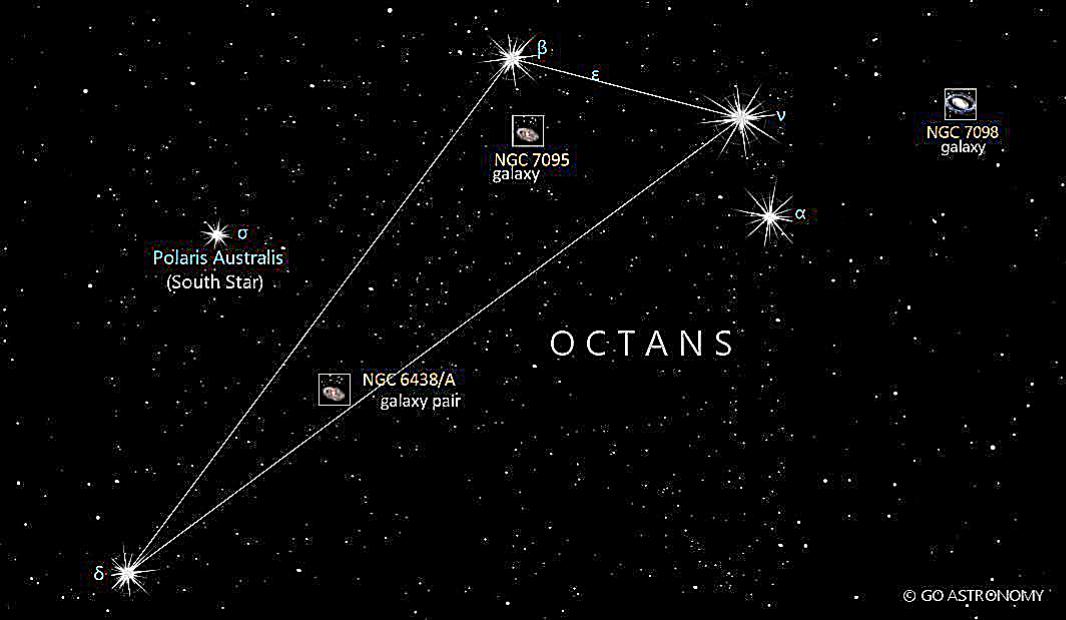 β
ε
ν
NGC 7098
galaxy
NGC 7095
galaxy
α
σ
Polaris Australis
(South Star)
OCTANS
NGC 6438/A
galaxy pair
δ
© GO ASTRONOMY